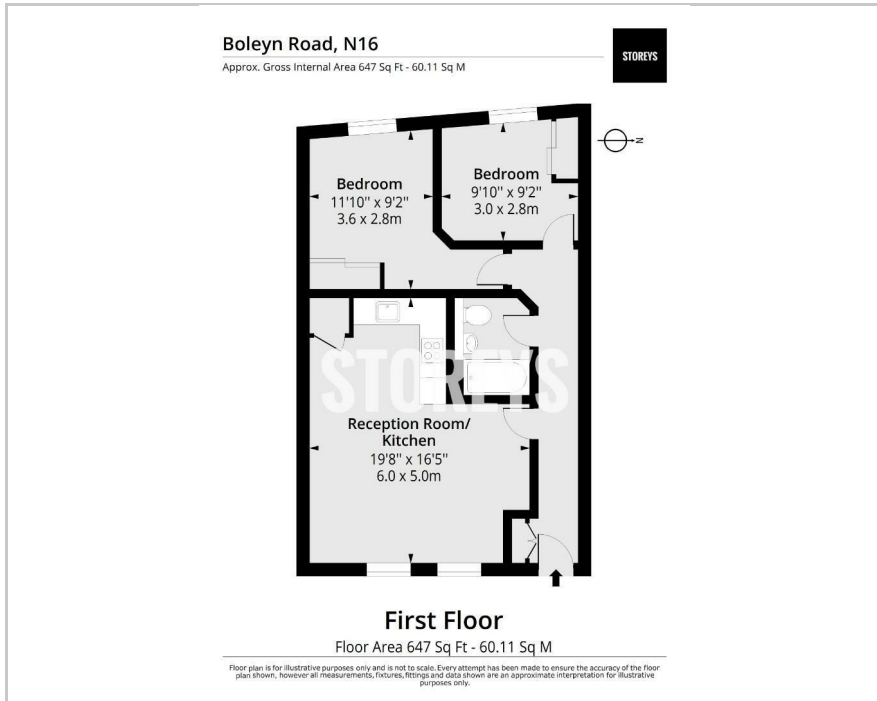 Boleyn Road, N16
Approx. Gross Internal Area 647 Sq Ft - 60.11 Sq M
STOREYS
N
Bedroom
11'10" x 9'2"
3.6 x 2.8m
Bedroom
9'10" x 9'2"
3.0 x 2.8m
STOREYS
Reception Room/
Kitchen
19'8" x 16'5"
6.0 x 5.0m
First Floor
Floor Area 647 Sq Ft - 60.11 Sq M
Floor plan is for illustrative purposes only and is not to scale. Every attempt has been made to ensure the accuracy of the floor
plan shown, however all measurements, fixtures, fittings and data shown are an approximate interpretation for illustrative
purposes only.